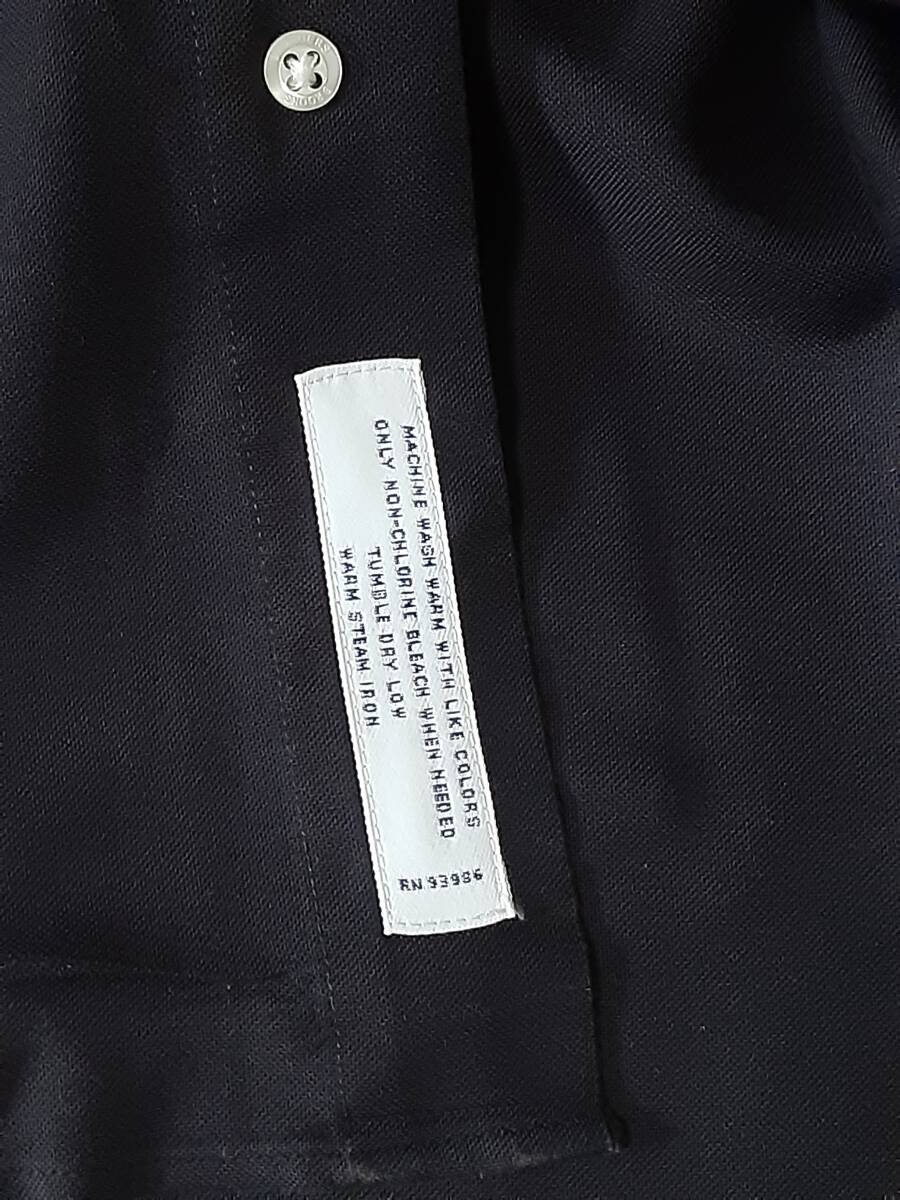 BROOKS
MACHINE WASH WARM WITH LIKE COLORS
ONLY NON-CHLORINE BLEACH WHEN NEEDED
TUMBLE DRY LOW
WARM STEAM IRON
RN 93986